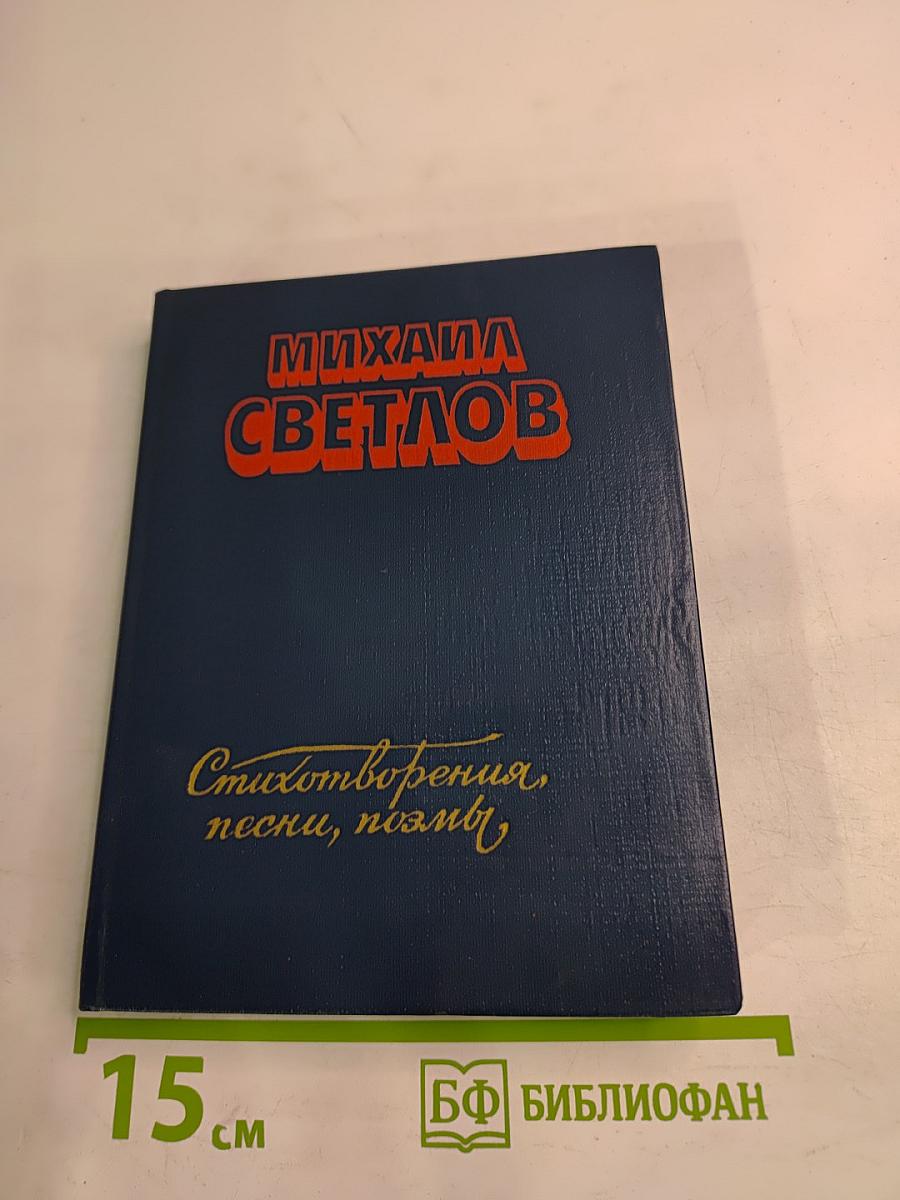 МИХАИЛ
СВЕТЛОВ
Стихотворения,
песни, поэмы
15 см
БФ БИБЛИОФАН